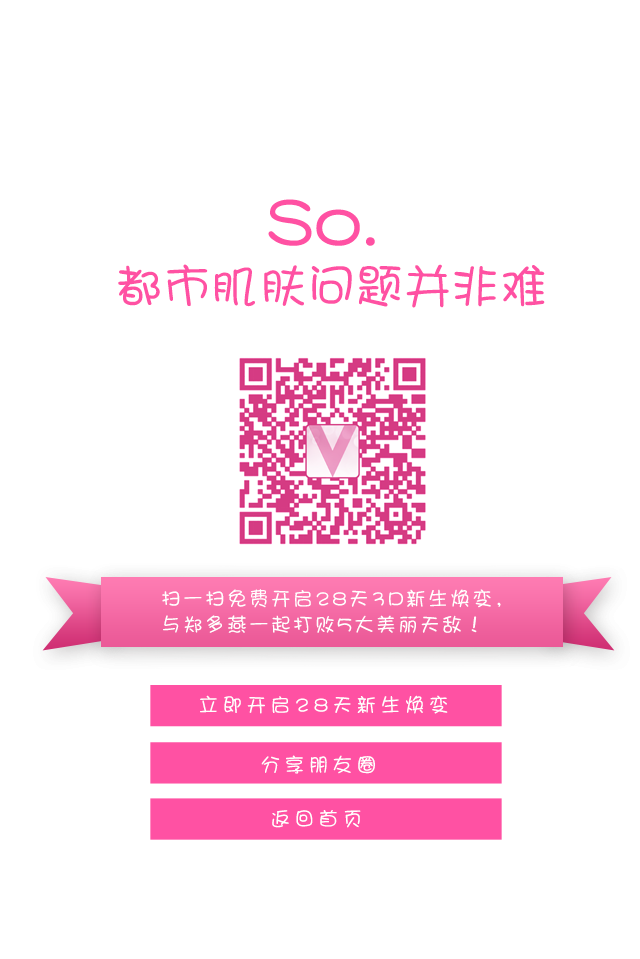 So.
都市肌肤问题并非难
V
扫一扫免费开启28天3D新生焕变,
与郑多燕一起打败5大美丽天敌！
立即开启28天新生焕变
分享朋友圈
返回首页